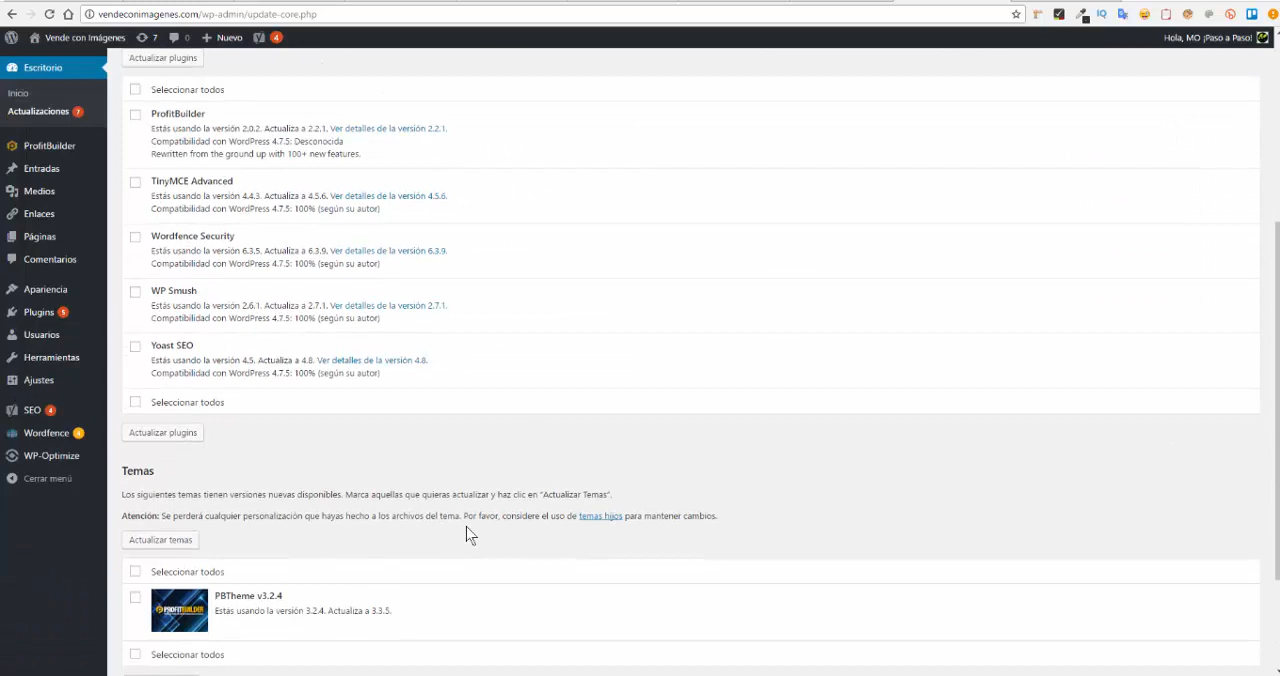 vendeconimagenes.com/wp-admin/update-core.php
Vende con Imágenes 7 0 Nuevo 4 Hola, MO ¡Paso a Paso!
Escritorio
Inicio
Actualizaciones 7
ProfitBuilder
Entradas
Medios
Enlaces
Páginas
Comentarios
Apariencia
Plugins 5
Usuarios
Herramientas
Ajustes
SEO 4
Wordfence 4
WP-Optimize
Cerrar menú
Actualizar plugins
Seleccionar todos
ProfitBuilder
Estás usando la versión 2.0.2. Actualiza a 2.2.1. Ver detalles de la versión 2.2.1.
Compatibilidad con WordPress 4.7.5: Desconocida
Rewritten from the ground up with 100+ new features.
TinyMCE Advanced
Estás usando la versión 4.4.3. Actualiza a 4.5.6. Ver detalles de la versión 4.5.6.
Compatibilidad con WordPress 4.7.5: 100% (según su autor)
Wordfence Security
Estás usando la versión 6.3.5. Actualiza a 6.3.9. Ver detalles de la versión 6.3.9.
Compatibilidad con WordPress 4.7.5: 100% (según su autor)
WP Smush
Estás usando la versión 2.6.1. Actualiza a 2.7.1. Ver detalles de la versión 2.7.1.
Compatibilidad con WordPress 4.7.5: 100% (según su autor)
Yoast SEO
Estás usando la versión 4.5. Actualiza a 4.8. Ver detalles de la versión 4.8.
Compatibilidad con WordPress 4.7.5: 100% (según su autor)
Seleccionar todos
Actualizar plugins
Temas
Los siguientes temas tienen versiones nuevas disponibles. Marca aquellas que quieras actualizar y haz clic en "Actualizar Temas".
Atención: Se perderá cualquier personalización que hayas hecho a los archivos del tema. Por favor, considere el uso de temas hijos para mantener cambios.
Actualizar temas
Seleccionar todos
PROFITBUILDER
PBTheme v3.2.4
Estás usando la versión 3.2.4. Actualiza a 3.3.5.
Seleccionar todos